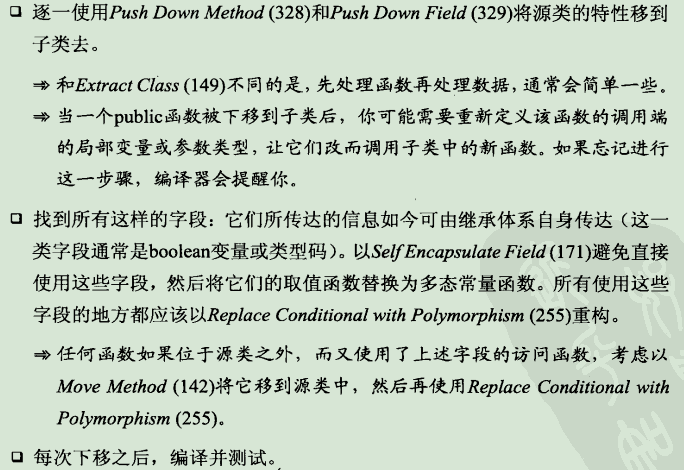 ❑ 逐一使用Push Down Method (328)和Push Down Field (329)将源类的特性移到
子类去。
⇒ 和Extract Class (149)不同的是，先处理函数再处理数据，通常会简单一些。
⇒ 当一个public函数被下移到子类后，你可能需要重新定义该函数的调用端
的局部变量或参数类型，让它们改而调用子类中的新函数。如果忘记进行
这一步骤，编译器会提醒你。
❑ 找到所有这样的字段：它们所传达的信息如今可由继承体系自身传达（这一
类字段通常是boolean变量或类型码）。以Self Encapsulate Field (171)避免直接
使用这些字段，然后将它们的取值函数替换为多态常量函数。所有使用这些
字段的地方都应该以Replace Conditional with Polymorphism (255)重构。
⇒ 任何函数如果位于源类之外，而又使用了上述字段的访问函数，考虑以
Move Method (142)将它移到源类中，然后再使用Replace Conditional with
Polymorphism (255)。
❑ 每次下移之后，编译并测试。